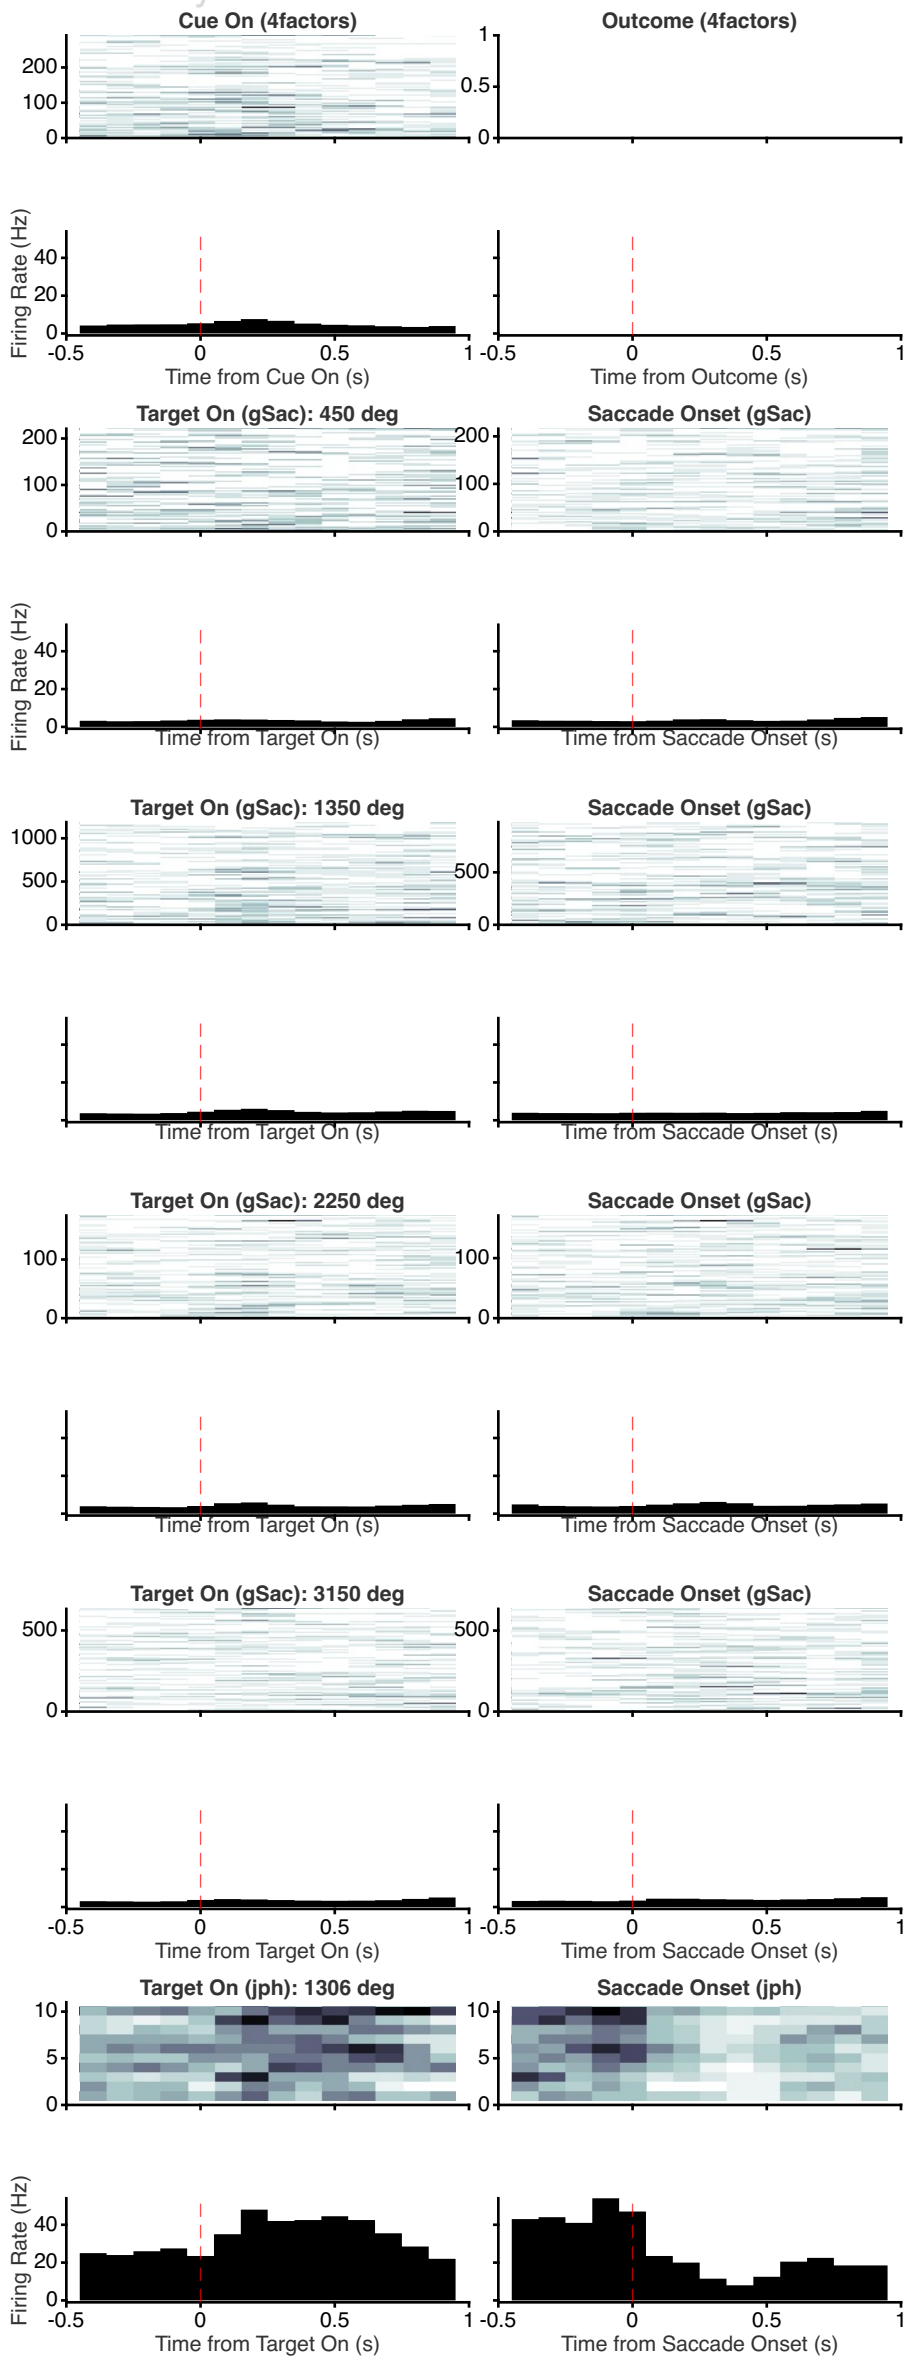 Cue On (4factors) Outcome (4factors)
200
100
0
1
0.5
0
Firing Rate (Hz)
40
20
0
-0.5 0 0.5 1 -0.5 0 0.5 1
Time from Cue On (s) Time from Outcome (s)
Target On (gSac): 450 deg Saccade Onset (gSac)
200
100
0
200
100
0
Firing Rate (Hz)
40
20
0
Time from Target On (s) Time from Saccade Onset (s)
Target On (gSac): 1350 deg Saccade Onset (gSac)
1000
500
0
500
0
Time from Target On (s) Time from Saccade Onset (s)
Target On (gSac): 2250 deg Saccade Onset (gSac)
100
0
100
0
Time from Target On (s) Time from Saccade Onset (s)
Target On (gSac): 3150 deg Saccade Onset (gSac)
500
0
500
0
-0.5 0 0.5 1 -0.5 0 0.5 1
Time from Target On (s) Time from Saccade Onset (s)
Target On (jph): 1306 deg Saccade Onset (jph)
10
5
0
10
5
0
Firing Rate (Hz)
40
20
0
-0.5 0 0.5 1 -0.5 0 0.5 1
Time from Target On (s) Time from Saccade Onset (s)